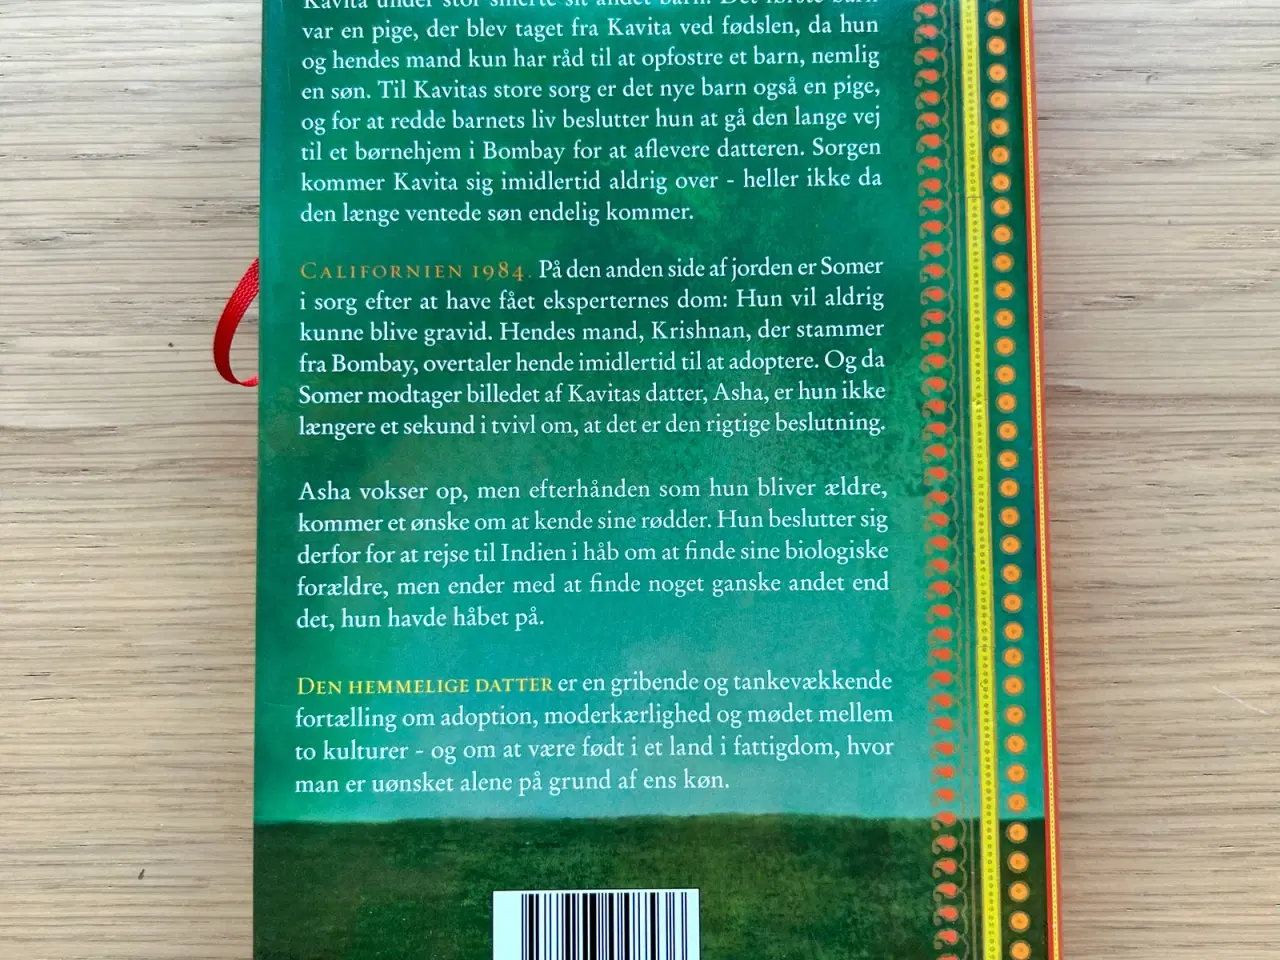 Kavita under stor smerte sit andet barn. Det første barn
var en pige, der blev taget fra Kavita ved fødslen, da hun
og hendes mand kun har råd til at opfostre et barn, nemlig
en søn. Til Kavitas store sorg er det nye barn også en pige,
og for at redde barnets liv beslutter hun at gå den lange vej
til et børnehjem i Bombay for at aflevere datteren. Sorgen
kommer Kavita sig imidlertid aldrig over - heller ikke da
den længe ventede søn endelig kommer.
CALIFORNIEN 1984. På den anden side af jorden er Somer
i sorg efter at have fået eksperternes dom: Hun vil aldrig
kunne blive gravid. Hendes mand, Krishnan, der stammer
fra Bombay, overtaler hende imidlertid til at adoptere. Og da
Somer modtager billedet af Kavitas datter, Asha, er hun ikke
længere et sekund i tvivl om, at det er den rigtige beslutning.
Asha vokser op, men efterhånden som hun bliver ældre,
kommer et ønske om at kende sine rødder. Hun beslutter sig
derfor for at rejse til Indien i håb om at finde sine biologiske
forældre, men ender med at finde noget ganske andet end
det, hun havde håbet på.
DEN HEMMELIGE DATTER er en gribende og tankevækkende
fortælling om adoption, moderkærlighed og mødet mellem
to kulturer - og om at være født i et land i fattigdom, hvor
man er uønsket alene på grund af ens køn.